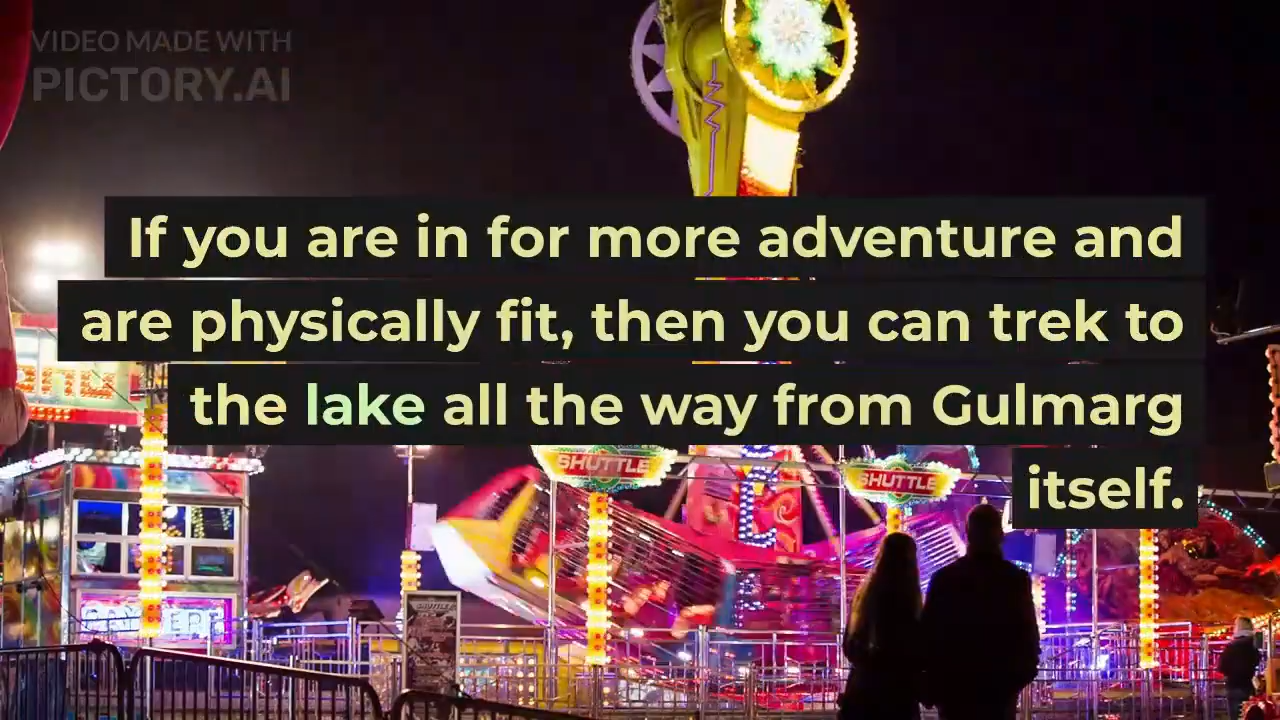 VIDEO MADE WITH
PICTORY.AI
If you are in for more adventure and
are physically fit, then you can trek to
the lake all the way from Gulmarg
itself.
SHUTTLE
SHUTTLE
SHUTTLE